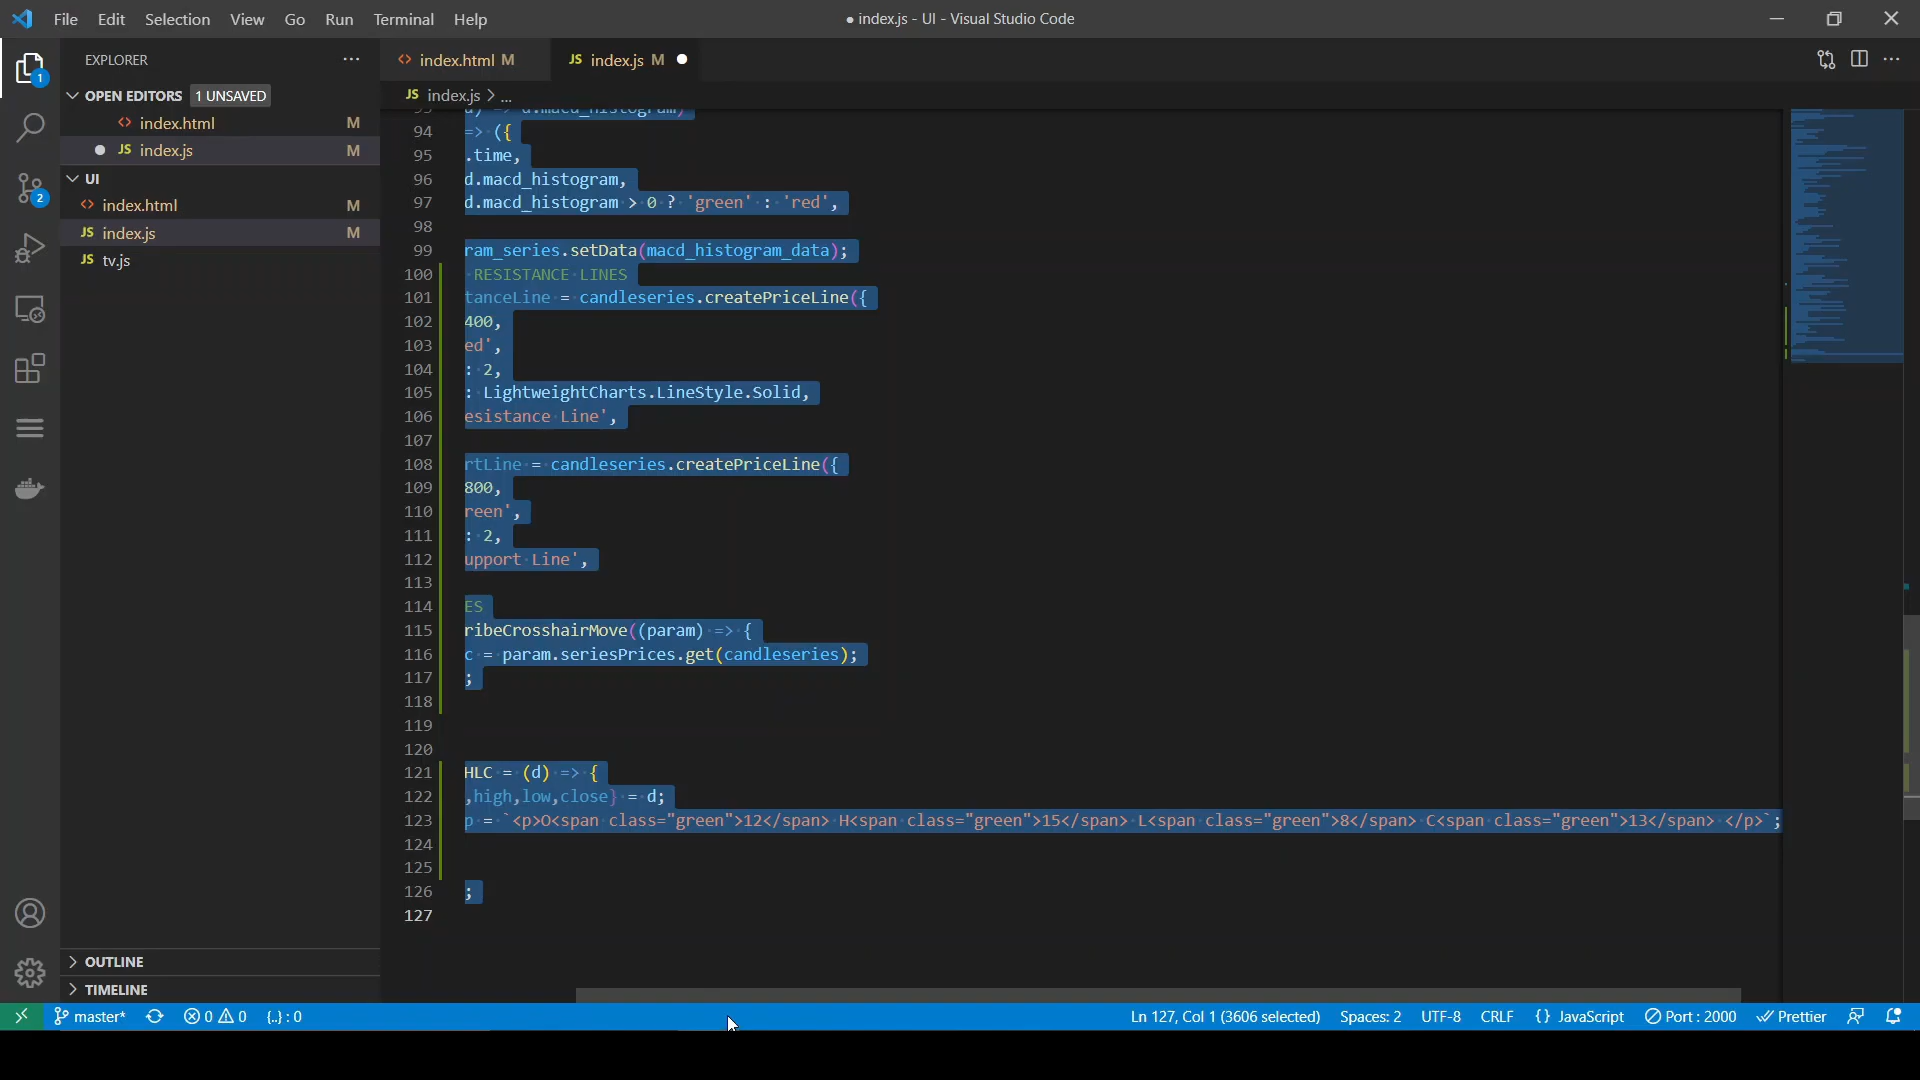 File Edit Selection View Go Run Terminal Help
● index.js - UI - Visual Studio Code
EXPLORER
OPEN EDITORS 1 UNSAVED
<> index.html M
● JS index.js M
UI
<> index.html M
JS index.js M
JS tv.js
OUTLINE
TIMELINE
<> index.html M
JS index.js M ●
JS index.js > ...
94 => ({
95 .time,
96 d.macd_histogram,
97 d.macd_histogram > 0 ? 'green' : 'red',
98
99 ram_series.setData(macd_histogram_data);
100 RESISTANCE LINES
101 tanceLine = candleseries.createPriceLine({
102 400,
103 ed',
104 : 2,
105 : LightweightCharts.LineStyle.Solid,
106 esistance Line',
107
108 rtLine = candleseries.createPriceLine({
109 800,
110 reen',
111 : 2,
112 upport Line',
113
114 ES
115 ribeCrosshairMove((param) => {
116 c = param.seriesPrices.get(candleseries);
117 ;
118
119
120
121 HLC = (d) => {
122 ,high,low,close} = d;
123 p = `<p>O<span class="green">12</span> H<span class="green">15</span> L<span class="green">8</span> C<span class="green">13</span> </p>`;
124
125
126 ;
127
1
2
master* 0 0 {..} : 0
Ln 127, Col 1 (3606 selected) Spaces: 2 UTF-8 CRLF {} JavaScript Port : 2000 Prettier